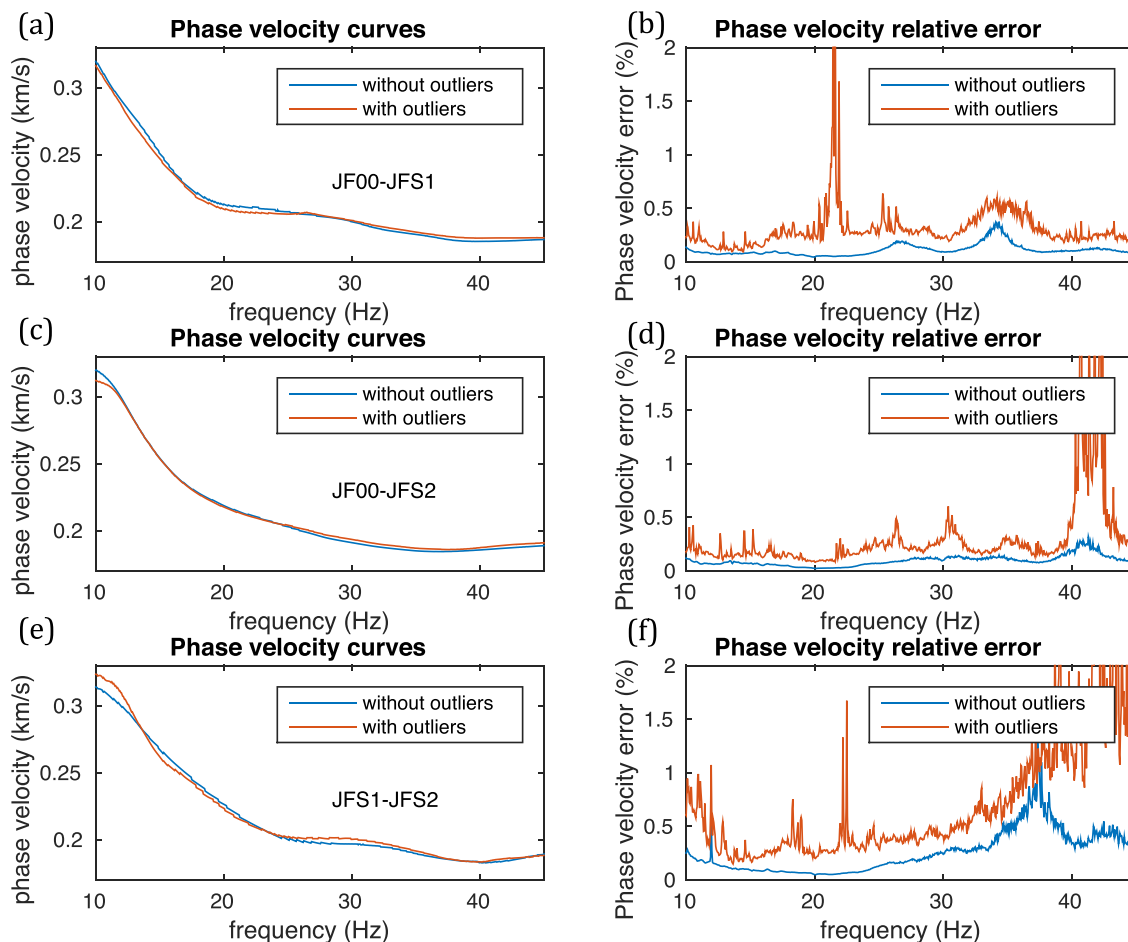 (a)
Phase velocity curves
phase velocity (km/s)
0.3
0.25
0.2
without outliers
with outliers
JF00-JFS1
10 20 30 40
frequency (Hz)
(b)
Phase velocity relative error
Phase velocity error (%)
2
1.5
1
0.5
0
without outliers
with outliers
10 20 30 40
frequency (Hz)
(c)
Phase velocity curves
phase velocity (km/s)
0.3
0.25
0.2
without outliers
with outliers
JF00-JFS2
10 20 30 40
frequency (Hz)
(d)
Phase velocity relative error
Phase velocity error (%)
2
1.5
1
0.5
0
without outliers
with outliers
10 20 30 40
frequency (Hz)
(e)
Phase velocity curves
phase velocity (km/s)
0.3
0.25
0.2
without outliers
with outliers
JFS1-JFS2
10 20 30 40
frequency (Hz)
(f)
Phase velocity relative error
Phase velocity error (%)
2
1.5
1
0.5
0
without outliers
with outliers
10 20 30 40
frequency (Hz)